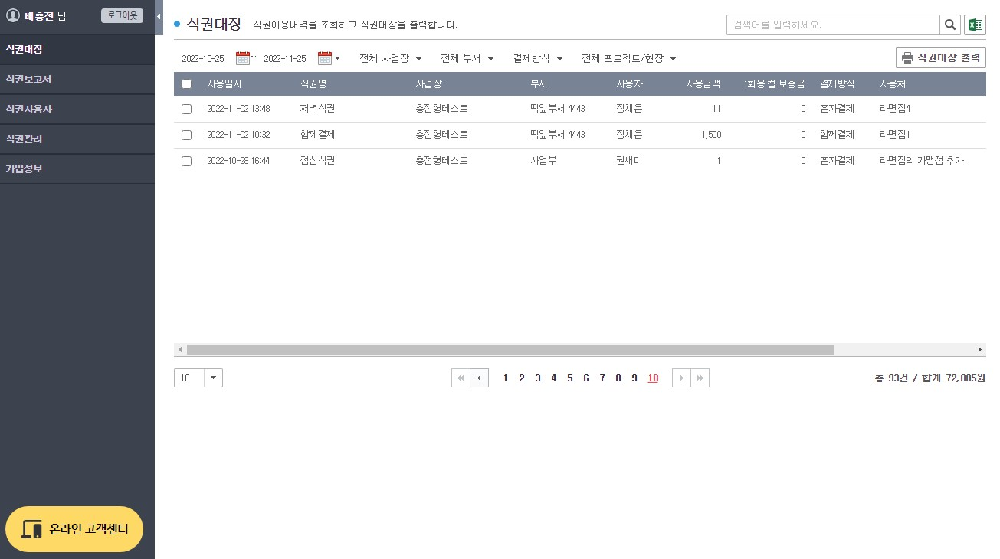 배충전 님 로그아웃
식권대장
식권보고서
식권사용자
식권관리
가입정보
온라인 고객센터
식권대장 식권이용내역을 조회하고 식권대장을 출력합니다. 검색어를 입력하세요.
2022-10-25 ~ 2022-11-25 전체 사업장 전체 부서 결제방식 전체 프로젝트/현장 식권대장 출력
사용일시 식권명 사업장 부서 사용자 사용금액 1회용 컵 보증금 결제방식 사용처
2022-11-02 13:48 저녁식권 충전형테스트 떡잎부서 4443 장채은 11 0 혼자결제 라면집4
2022-11-02 10:32 함께결제 충전형테스트 떡잎부서 4443 장채은 1,500 0 함께결제 라면집1
2022-10-28 16:44 점심식권 충전형테스트 사업부 권새미 1 0 혼자결제 라면집의 가맹점 추가
10 1 2 3 4 5 6 7 8 9 10 총 93건 / 합계 72,005원